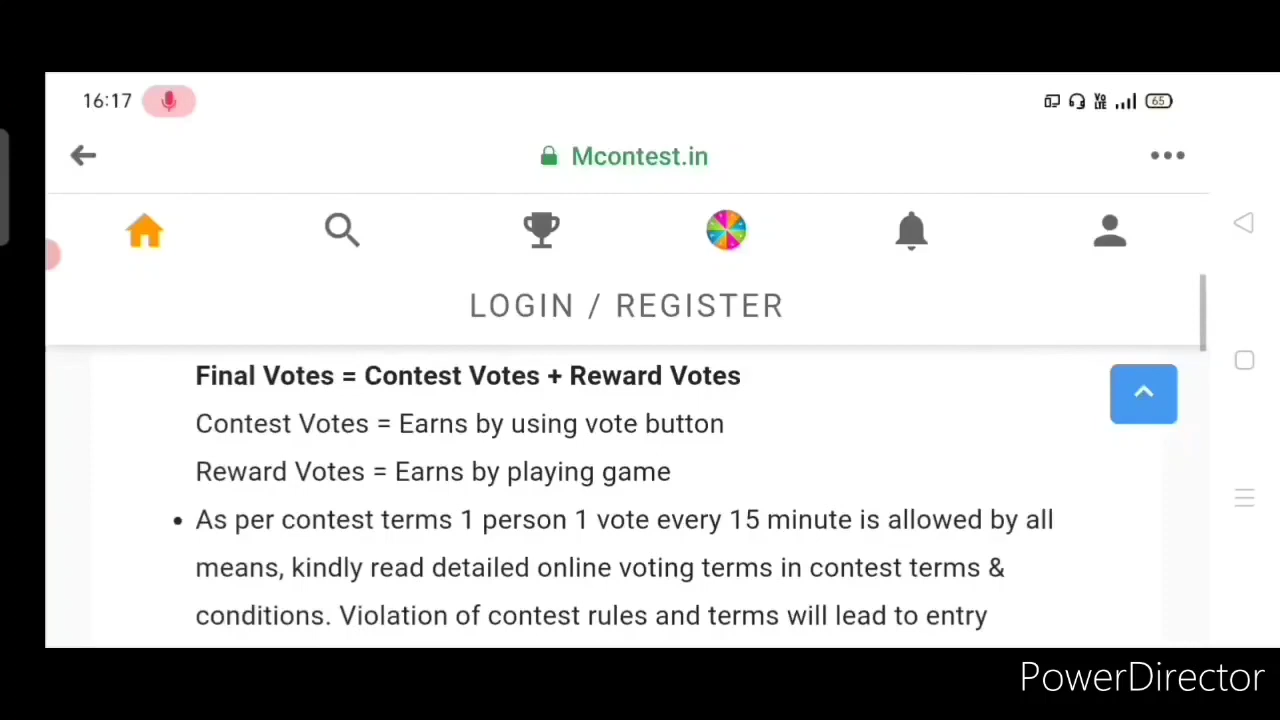 16:17
Vo LTE 65
Mcontest.in
LOGIN / REGISTER
Final Votes = Contest Votes + Reward Votes
Contest Votes = Earns by using vote button
Reward Votes = Earns by playing game
• As per contest terms 1 person 1 vote every 15 minute is allowed by all
means, kindly read detailed online voting terms in contest terms &
conditions. Violation of contest rules and terms will lead to entry
PowerDirector